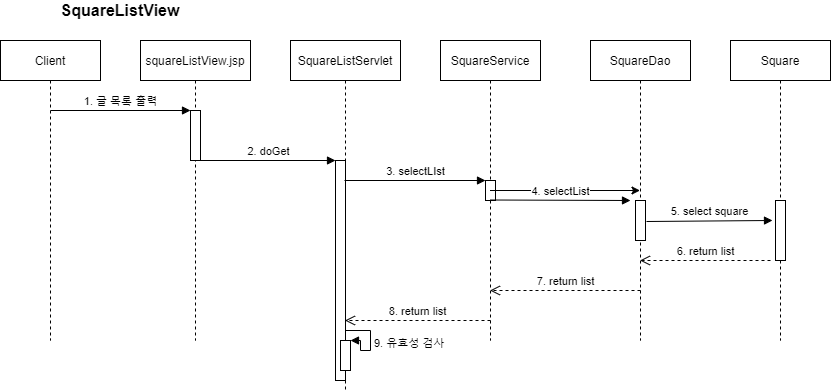 SquareListView
Client
squareListView.jsp
SquareListServlet
SquareService
SquareDao
Square
1. 글 목록 출력
2. doGet
3. selectLIst
4. selectList
5. select square
6. return list
7. return list
8. return list
9. 유효성 검사